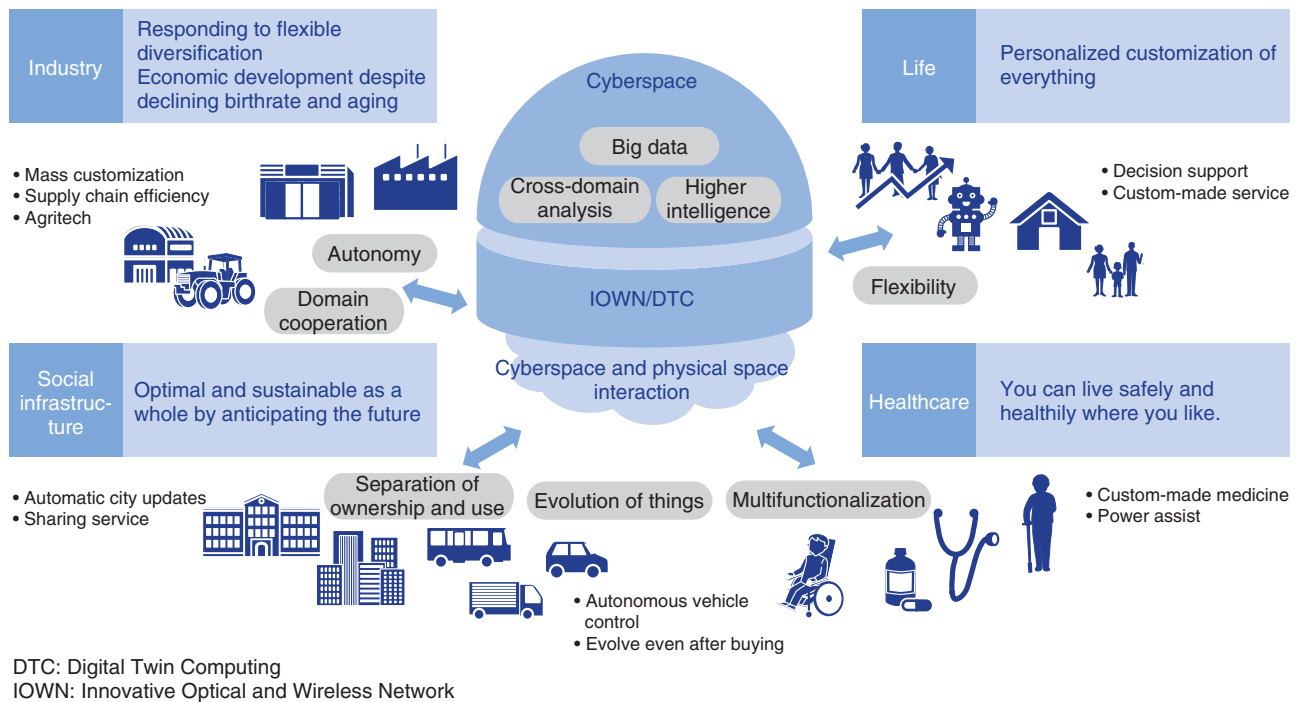 Industry
Responding to flexible
diversification
Economic development despite
declining birthrate and aging
• Mass customization
• Supply chain efficiency
• Agritech
Autonomy
Domain
cooperation
Cyberspace
Big data
Cross-domain
analysis
Higher
intelligence
IOWN/DTC
Cyberspace and physical space
interaction
Life
Personalized customization of
everything
• Decision support
• Custom-made service
Flexibility
Social
infrastruc-
ture
Optimal and sustainable as a
whole by anticipating the future
• Automatic city updates
• Sharing service
Separation of
ownership and use
Evolution of things
Multifunctionalization
• Autonomous vehicle
control
• Evolve even after buying
Healthcare
You can live safely and
healthily where you like.
• Custom-made medicine
• Power assist
DTC: Digital Twin Computing
IOWN: Innovative Optical and Wireless Network